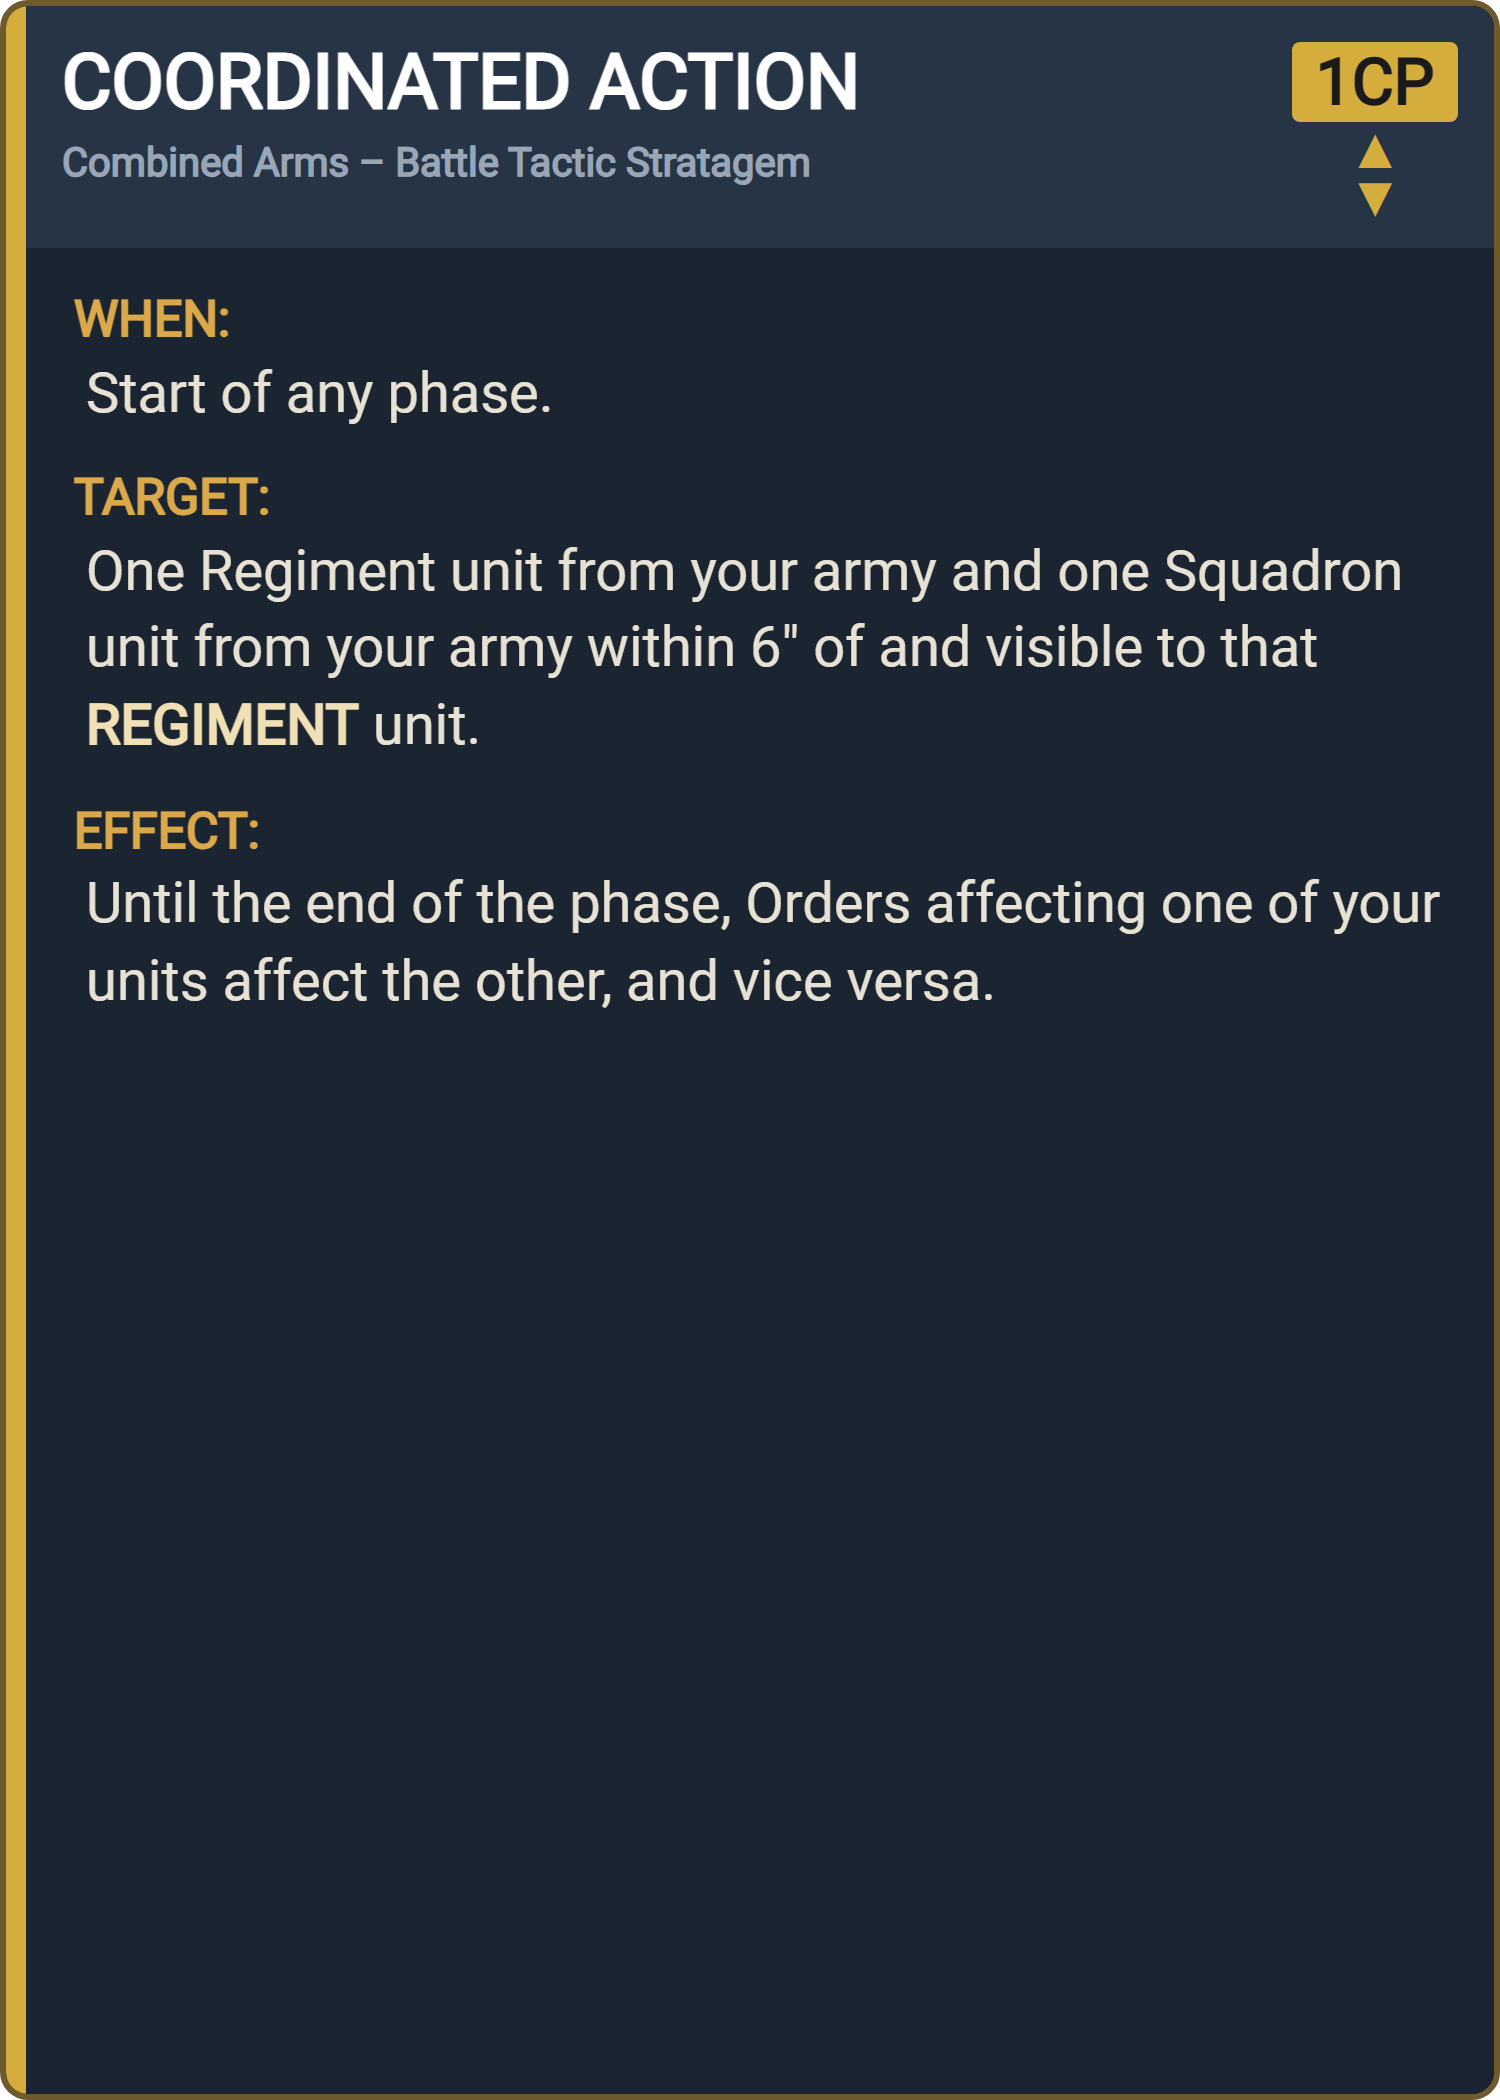 COORDINATED ACTION
1CP
Combined Arms – Battle Tactic Stratagem
WHEN:
Start of any phase.
TARGET:
One Regiment unit from your army and one Squadron
unit from your army within 6" of and visible to that
REGIMENT unit.
EFFECT:
Until the end of the phase, Orders affecting one of your
units affect the other, and vice versa.